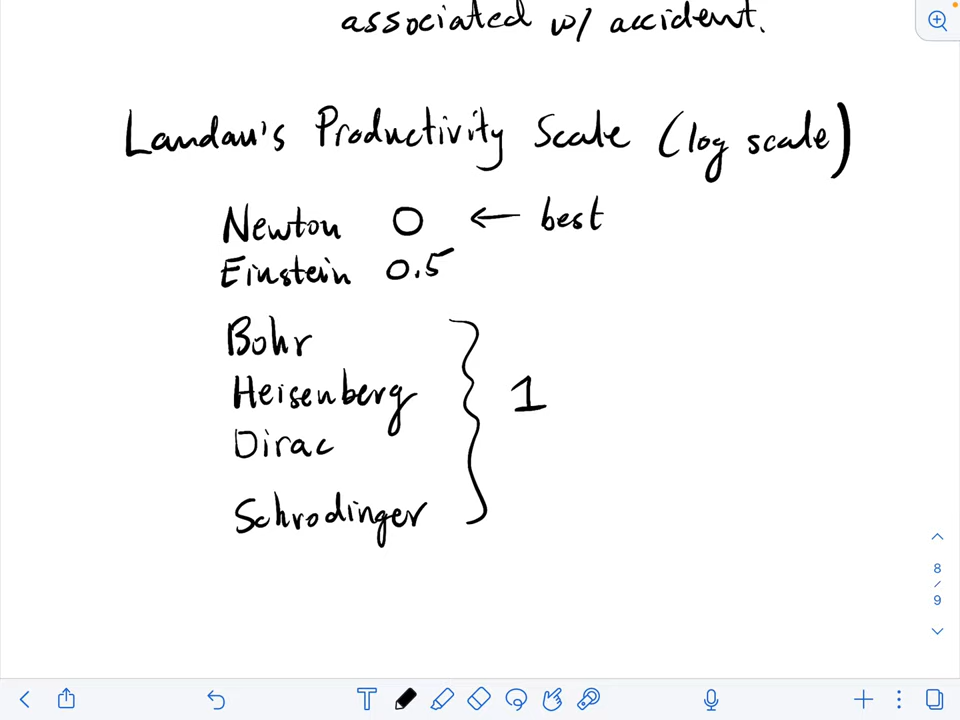 associated w/ accident.
Landau's Productivity Scale (log scale)
Newton 0 ← best
Einstein 0.5
Bohr
Heisenberg
1
Dirac
Schrodinger
8
/
9
T